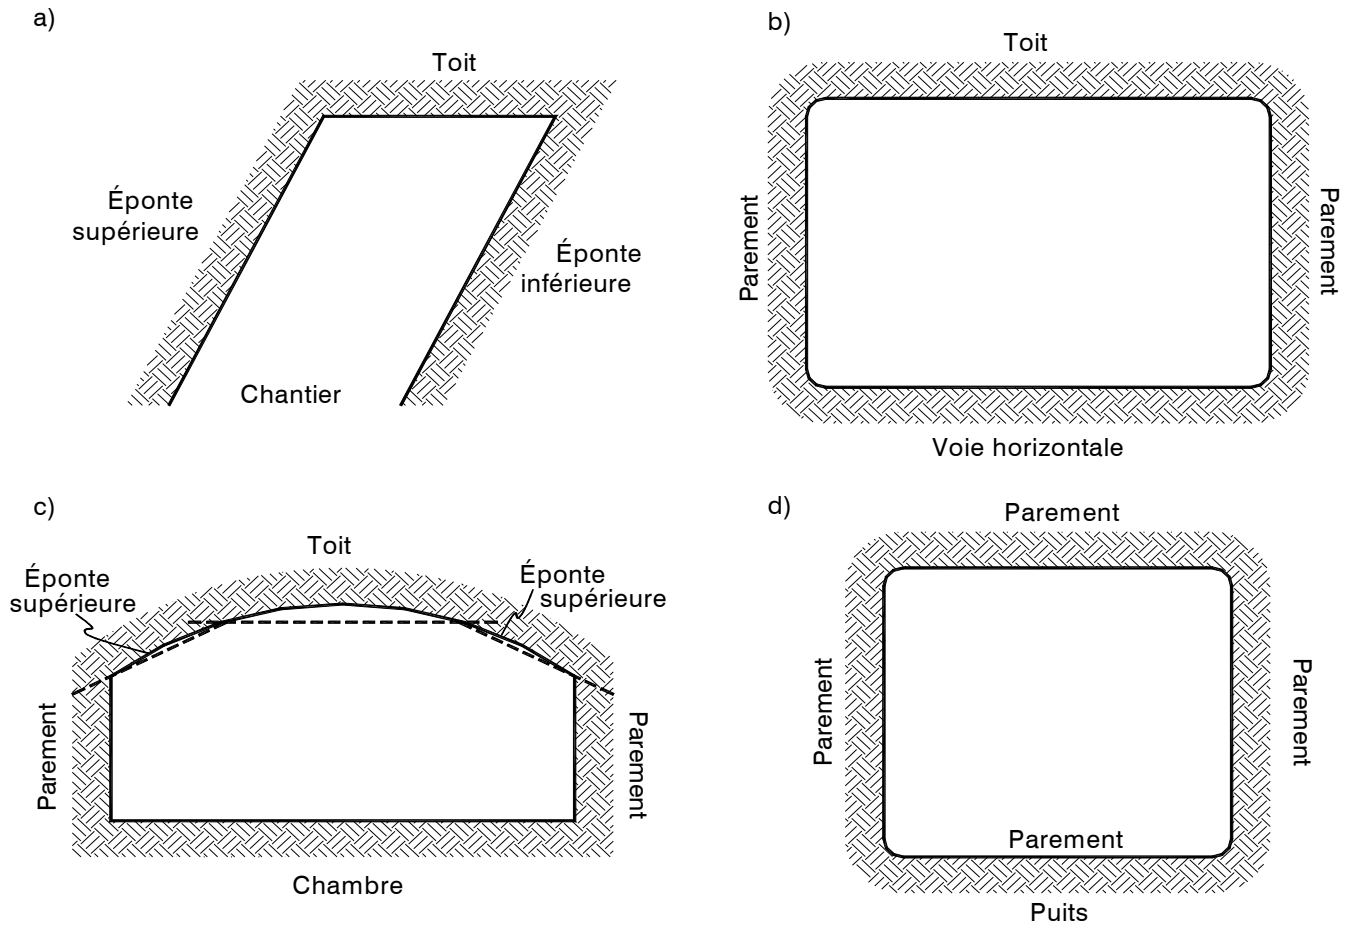 a)
Toit
Éponte
supérieure
Éponte
inférieure
Chantier
b)
Toit
Parement
Parement
Voie horizontale
c)
Toit
Éponte
supérieure
Éponte
supérieure
Parement
Parement
Chambre
d)
Parement
Parement
Parement
Parement
Puits